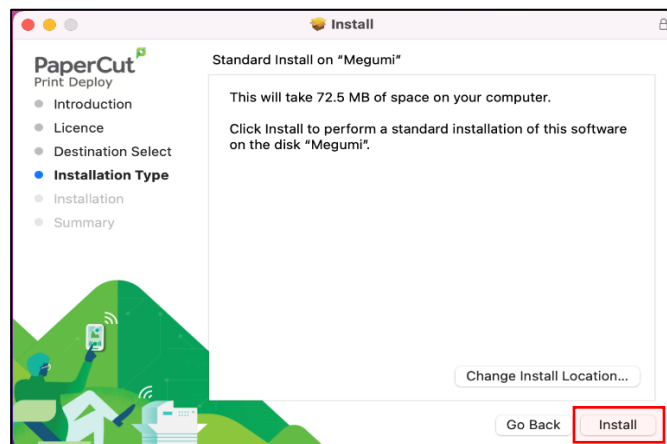 Install
PaperCut
Print Deploy
Introduction
Licence
Destination Select
Installation Type
Installation
Summary
Standard Install on “Megumi”
This will take 72.5 MB of space on your computer.
Click Install to perform a standard installation of this software
on the disk “Megumi”.
Change Install Location...
Go Back
Install